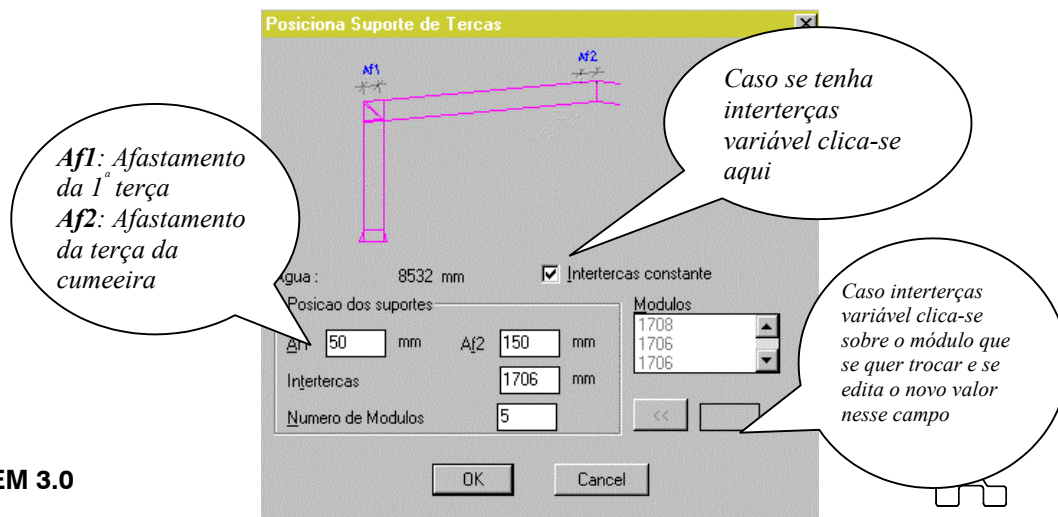 Posiciona Suporte de Tercas
Af1
Af2
Caso se tenha
interterças
variável clica-se
aqui
Af1: Afastamento
da 1ª terça
Af2: Afastamento
da terça da
cumeeira
gua : 8532 mm
Intertercas constante
Posicao dos suportes
Modulos
Af1 50 mm Af2 150 mm
1708
1706
1706
Intertercas 1706 mm
Numero de Modulos 5
<<
Caso interterças
variável clica-se
sobre o módulo que
se quer trocar e se
edita o novo valor
nesse campo
OK Cancel
EM 3.0